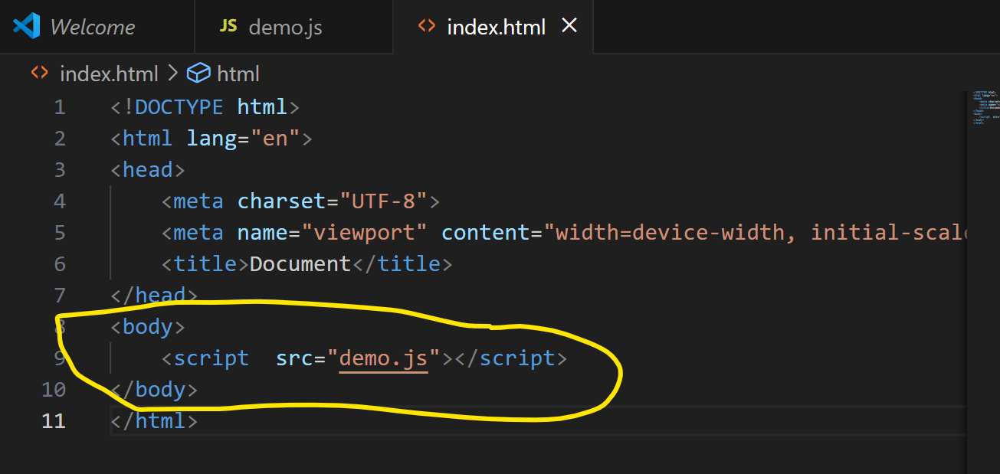 Welcome
JS demo.js
<> index.html ×
<> index.html > html
1 <!DOCTYPE html>
2 <html lang="en">
3 <head>
4     <meta charset="UTF-8">
5     <meta name="viewport" content="width=device-width, initial-scale
6     <title>Document</title>
7 </head>
8 <body>
9     <script  src="demo.js"></script>
10 </body>
11 </html>